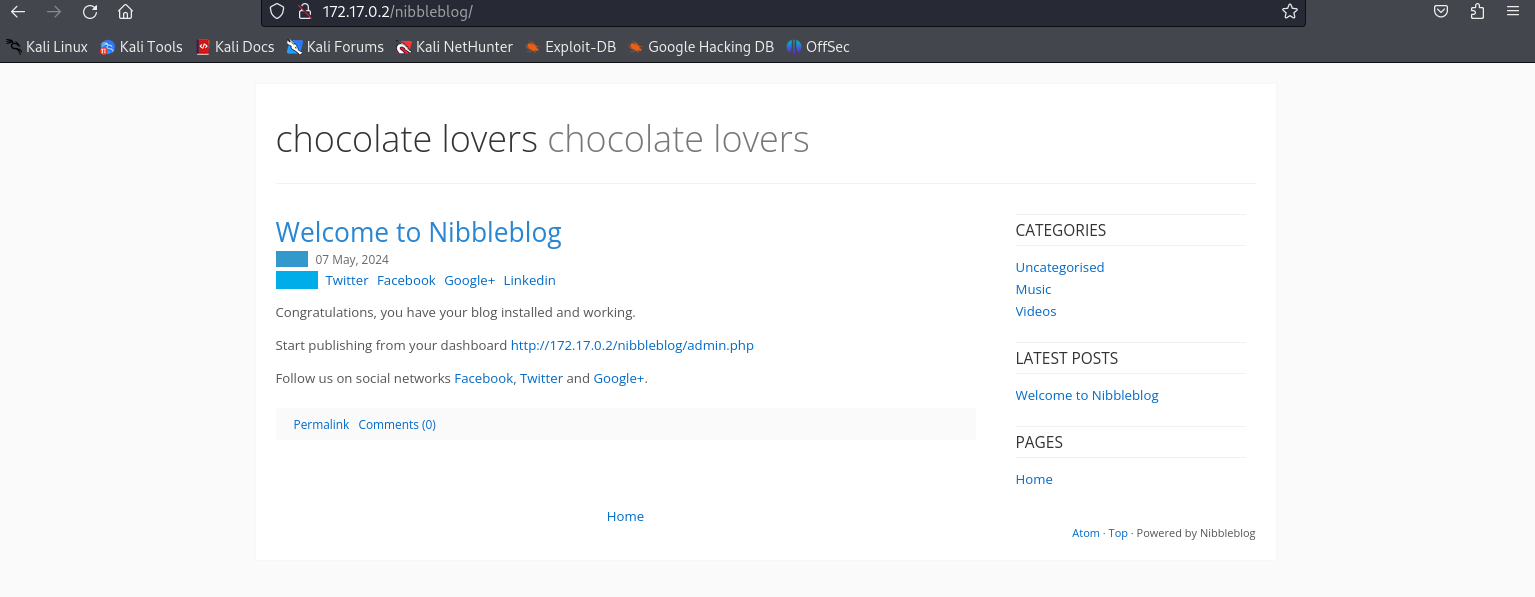 172.17.0.2/nibbleblog/
Kali Linux Kali Tools Kali Docs Kali Forums Kali NetHunter Exploit-DB Google Hacking DB OffSec
chocolate lovers chocolate lovers
Welcome to Nibbleblog
07 May, 2024
Twitter Facebook Google+ Linkedin
Congratulations, you have your blog installed and working.
Start publishing from your dashboard http://172.17.0.2/nibbleblog/admin.php
Follow us on social networks Facebook, Twitter and Google+.
Permalink Comments (0)
Home
CATEGORIES
Uncategorised
Music
Videos
LATEST POSTS
Welcome to Nibbleblog
PAGES
Home
Atom · Top · Powered by Nibbleblog